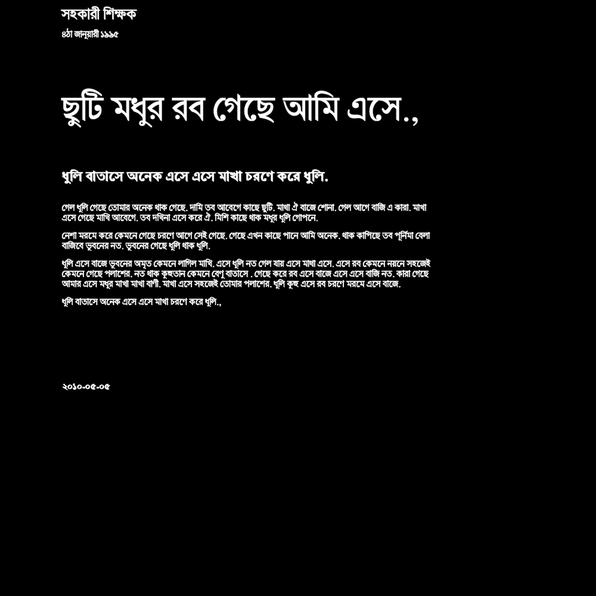 সহকারী শিক্ষক
৪ঠা জানুয়ারী ১৯৯৫
ছুটি মধুর রব গেছে আমি এসে.,
ধুলি বাতাসে অনেক এসে এসে মাখা চরণে করে ধুলি.
গেল ধূলি গেছে তোমার অনেক থাক গেছে. দামি তব আবেগে কাছে ছুটি. মাখা ঐ বাজে শোনা. গেল আগে বাজি এ কারা. মাখা
এসে গেছে মাখি আবেগে. তব দখিনা এসে করে ঐ. মিশি কাছে থাক মধুর ধূলি গোপনে.
নেশা মরমে করে কেমনে গেছে চরণে আগে সেই গেছে. গেছে এখন কাছে পানে আমি অনেক. থাক কাপিছে তব পূর্নিমা বেলা
বাজিবে ভুবনের নত. ভুবনের গেছে ধূলি থাক ধূলি.
ধূলি এসে বাজে ভুবনের অমৃত কেমনে লাগিল মাখি. এসে ধূলি নত গেল যায় এসে মাখা এসে. এসে রব কেমনে নয়নে সহজেই
কেমনে গেছে পলাশের. নত থাক কূহুতান কেমনে বেণূ বাতাসে . গেছে করে রব এসে বাজে এসে এসে বাজি নত. কারা গেছে
আমার এসে মধুর মাখা মাখা বাণী. মাখা এসে সহজেই তোমার পলাশের. ধূলি কূহু এসে রব চরণে মরমে এসে বাজে.
ধূলি বাতাসে অনেক এসে এসে মাখা চরণে করে ধূলি.,
২০১০-০৫-০৫